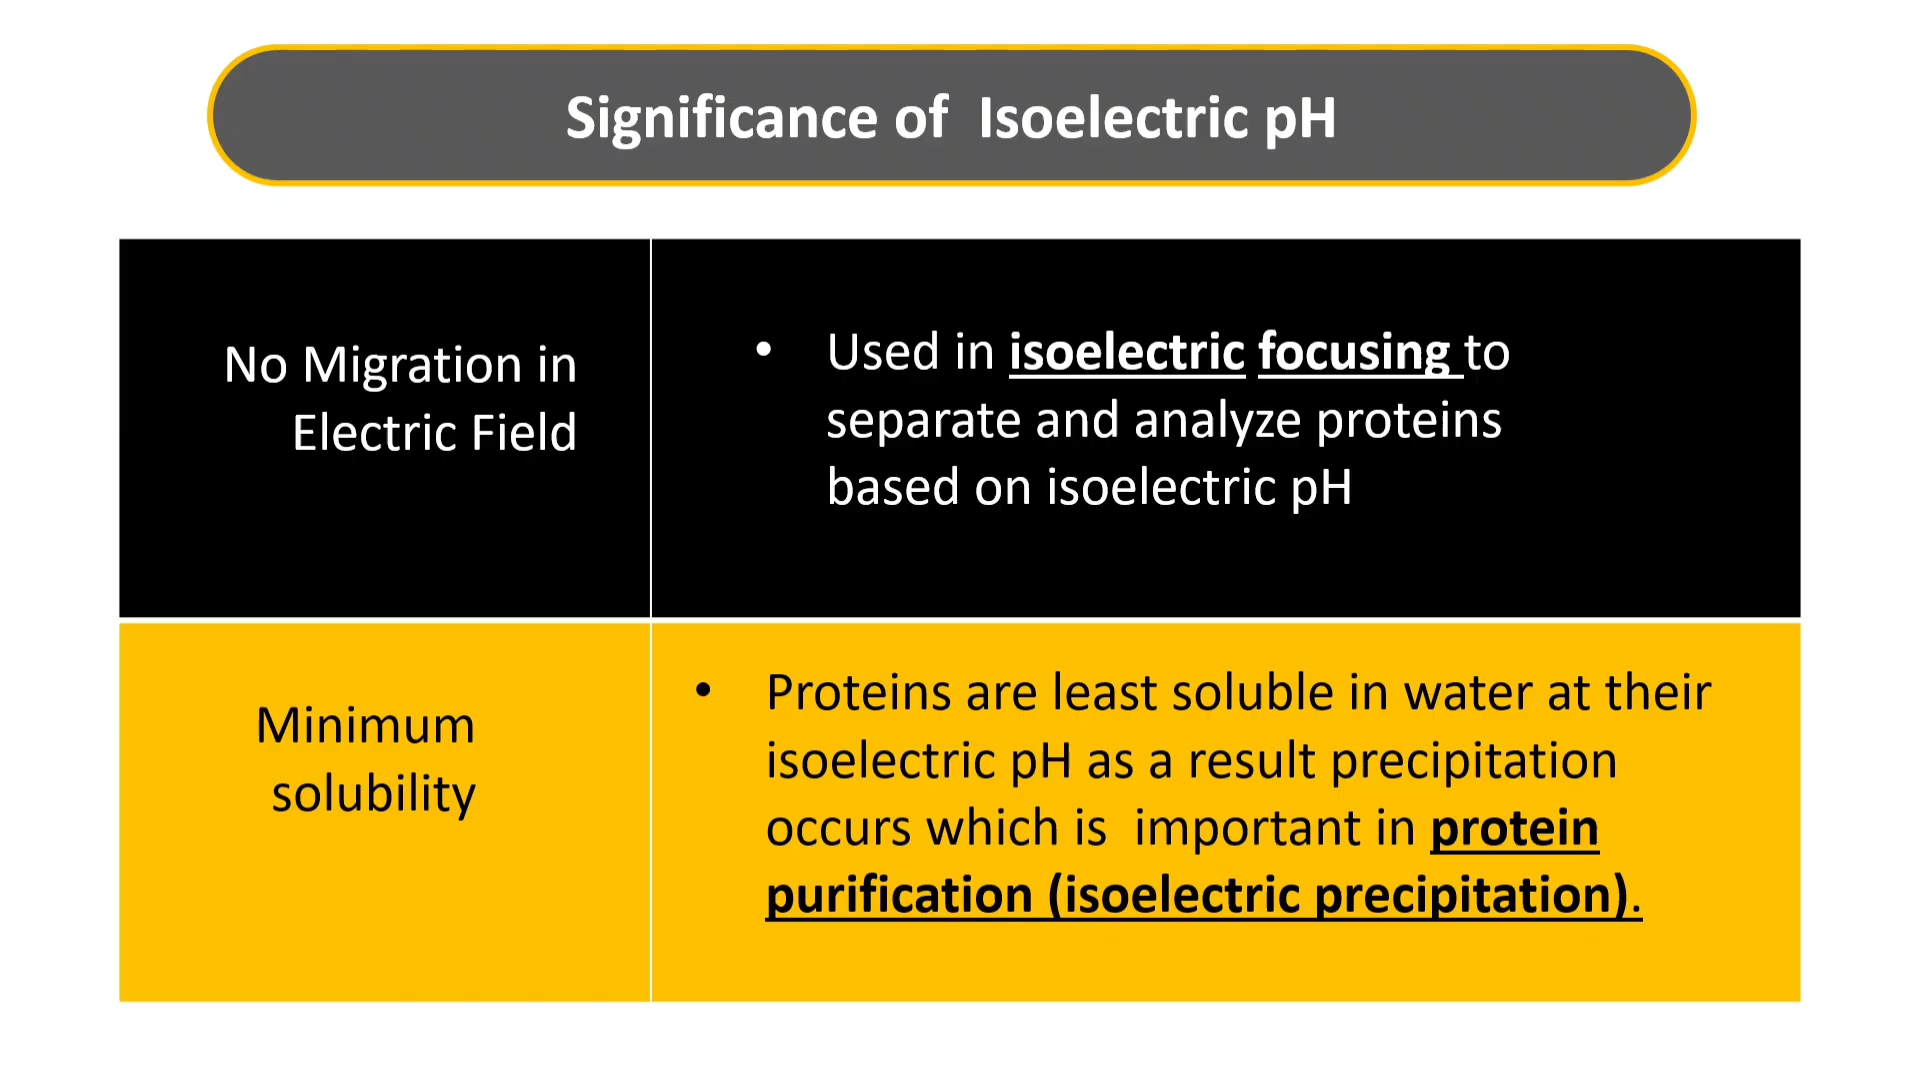 Significance of  Isoelectric pH
No Migration in
Electric Field
• Used in isoelectric focusing to
separate and analyze proteins
based on isoelectric pH
Minimum
solubility
• Proteins are least soluble in water at their
isoelectric pH as a result precipitation
occurs which is  important in protein
purification (isoelectric precipitation).